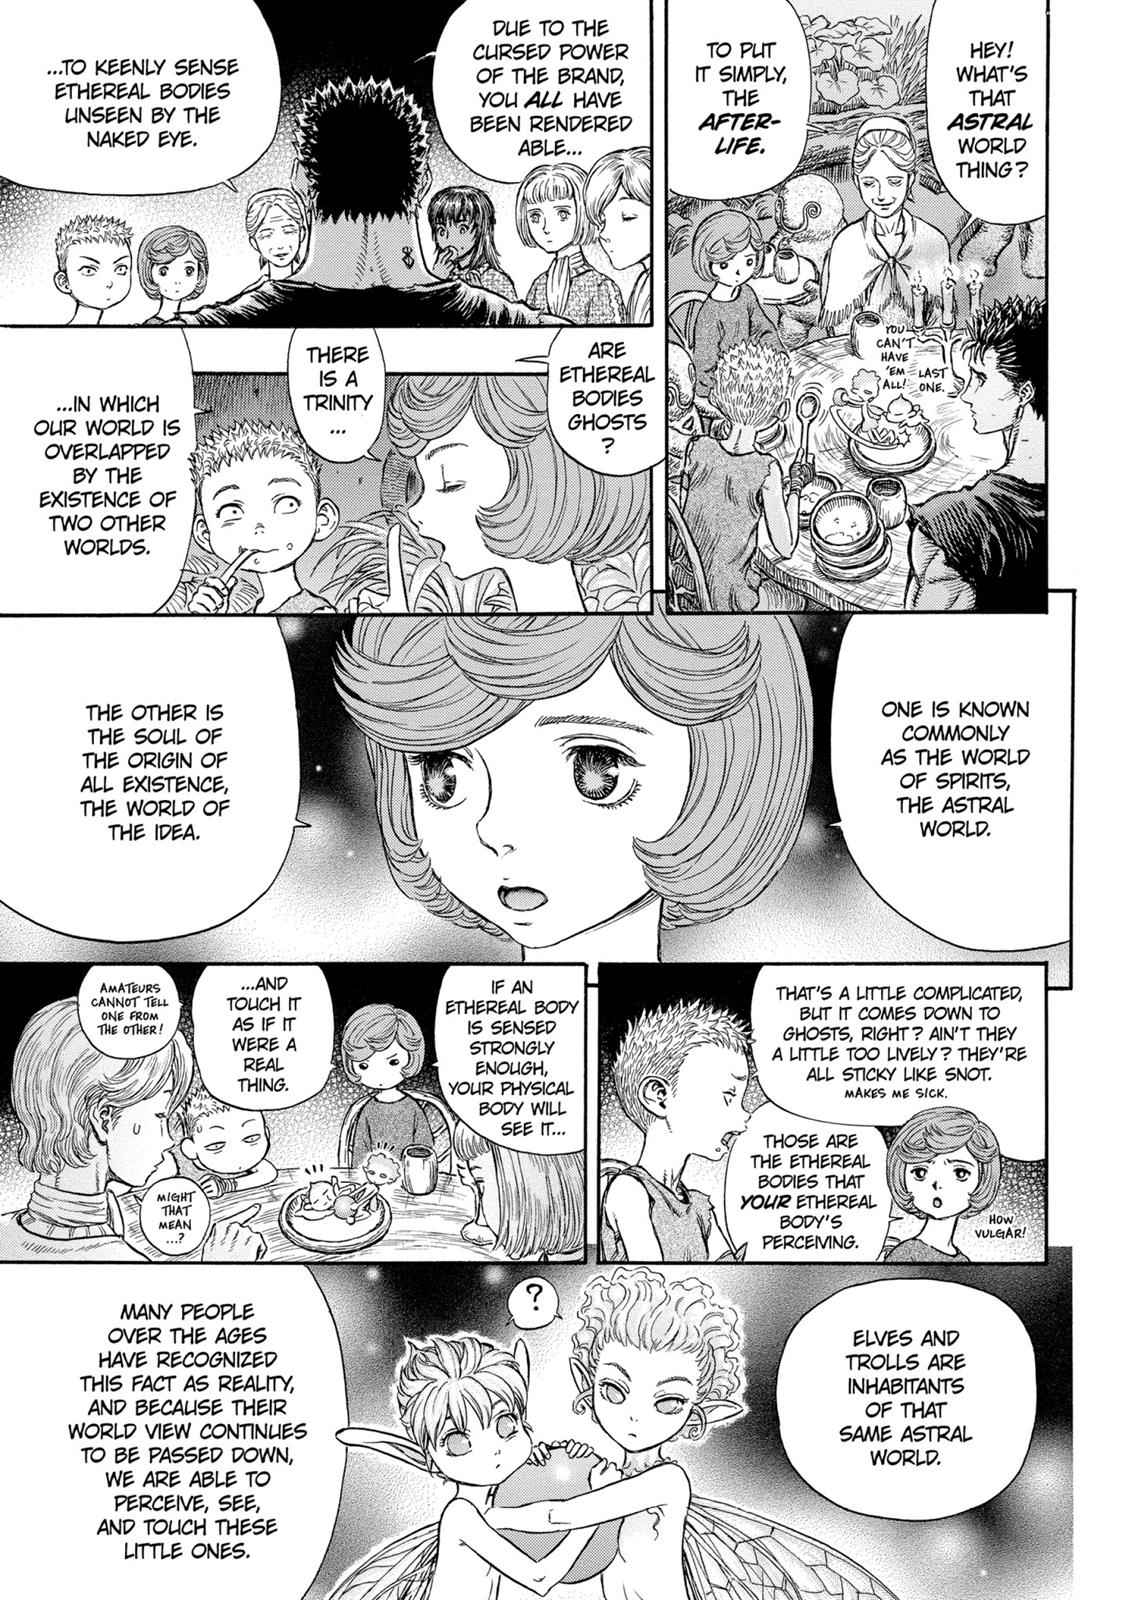 HEY!
WHAT'S
THAT
ASTRAL
WORLD
THING?
TO PUT
IT SIMPLY,
THE
AFTER-
LIFE.
YOU
CAN'T
HAVE
'EM
ALL!
LAST
ONE.
DUE TO THE
CURSED POWER
OF THE BRAND,
YOU ALL HAVE
BEEN RENDERED
ABLE...
...TO KEENLY SENSE
ETHEREAL BODIES
UNSEEN BY THE
NAKED EYE.
ARE
ETHEREAL
BODIES
GHOSTS
?
THERE
IS A
TRINITY
...
...IN WHICH
OUR WORLD IS
OVERLAPPED
BY THE
EXISTENCE OF
TWO OTHER
WORLDS.
ONE IS KNOWN
COMMONLY
AS THE WORLD
OF SPIRITS,
THE ASTRAL
WORLD.
THE OTHER IS
THE SOUL OF
THE ORIGIN OF
ALL EXISTENCE,
THE WORLD OF
THE IDEA.
THAT'S A LITTLE COMPLICATED,
BUT IT COMES DOWN TO
GHOSTS, RIGHT? AIN'T THEY
A LITTLE TOO LIVELY? THEY'RE
ALL STICKY LIKE SNOT.
MAKES ME SICK.
THOSE ARE
THE ETHEREAL
BODIES THAT
YOUR ETHEREAL
BODY'S
PERCEIVING.
HOW
VULGAR!
IF AN
ETHEREAL BODY
IS SENSED
STRONGLY
ENOUGH,
YOUR PHYSICAL
BODY WILL
SEE IT...
...AND
TOUCH IT
AS IF IT
WERE A
REAL
THING.
AMATEURS
CANNOT TELL
ONE FROM
THE OTHER!
MIGHT
THAT
MEAN
...?
ELVES AND
TROLLS ARE
INHABITANTS
OF THAT
SAME ASTRAL
WORLD.
?
MANY PEOPLE
OVER THE AGES
HAVE RECOGNIZED
THIS FACT AS REALITY,
AND BECAUSE THEIR
WORLD VIEW CONTINUES
TO BE PASSED DOWN,
WE ARE ABLE TO
PERCEIVE, SEE,
AND TOUCH THESE
LITTLE ONES.